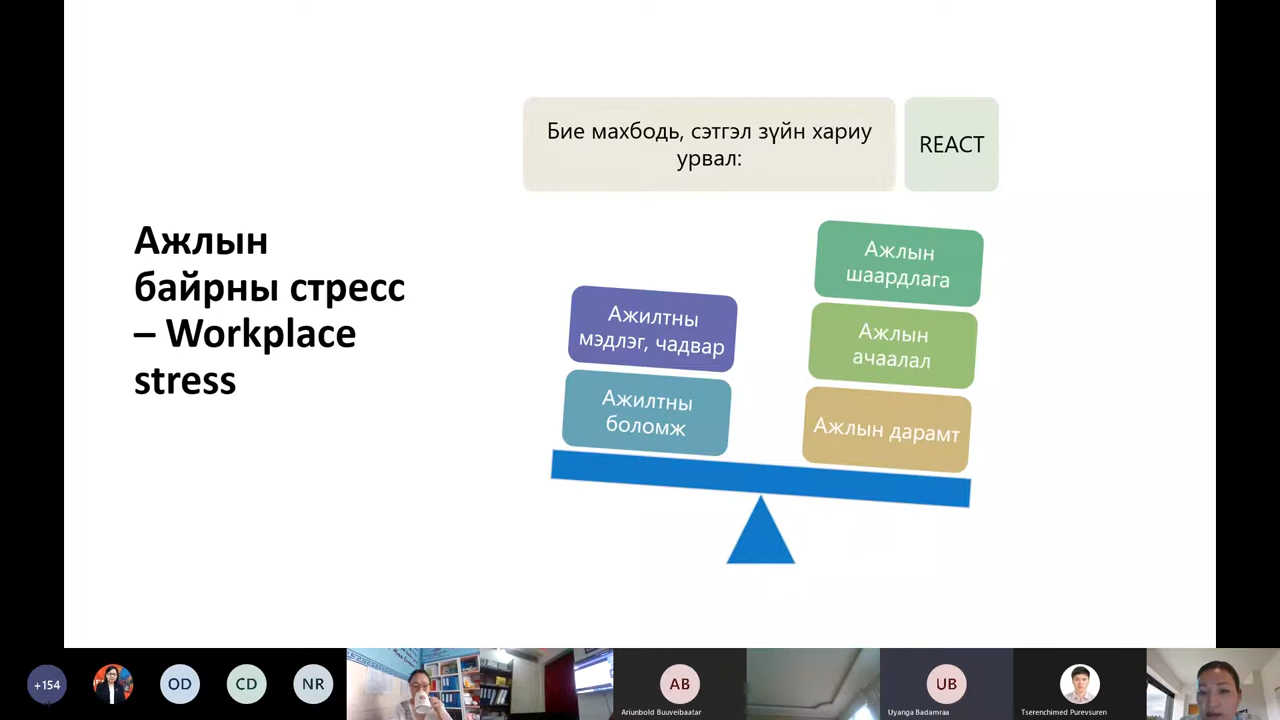 Бие махбодь, сэтгэл зүйн хариу
урвал:
REACT
Ажлын
байрны стресс
– Workplace
stress
Ажилтны
мэдлэг, чадвар
Ажилтны
боломж
Ажлын
шаардлага
Ажлын
ачаалал
Ажлын дарамт
+154
OD
CD
NR
AB
Ariunbold Buuveibaatar
UB
Uyanga Badamraa
Tserenchimed Purevsuren